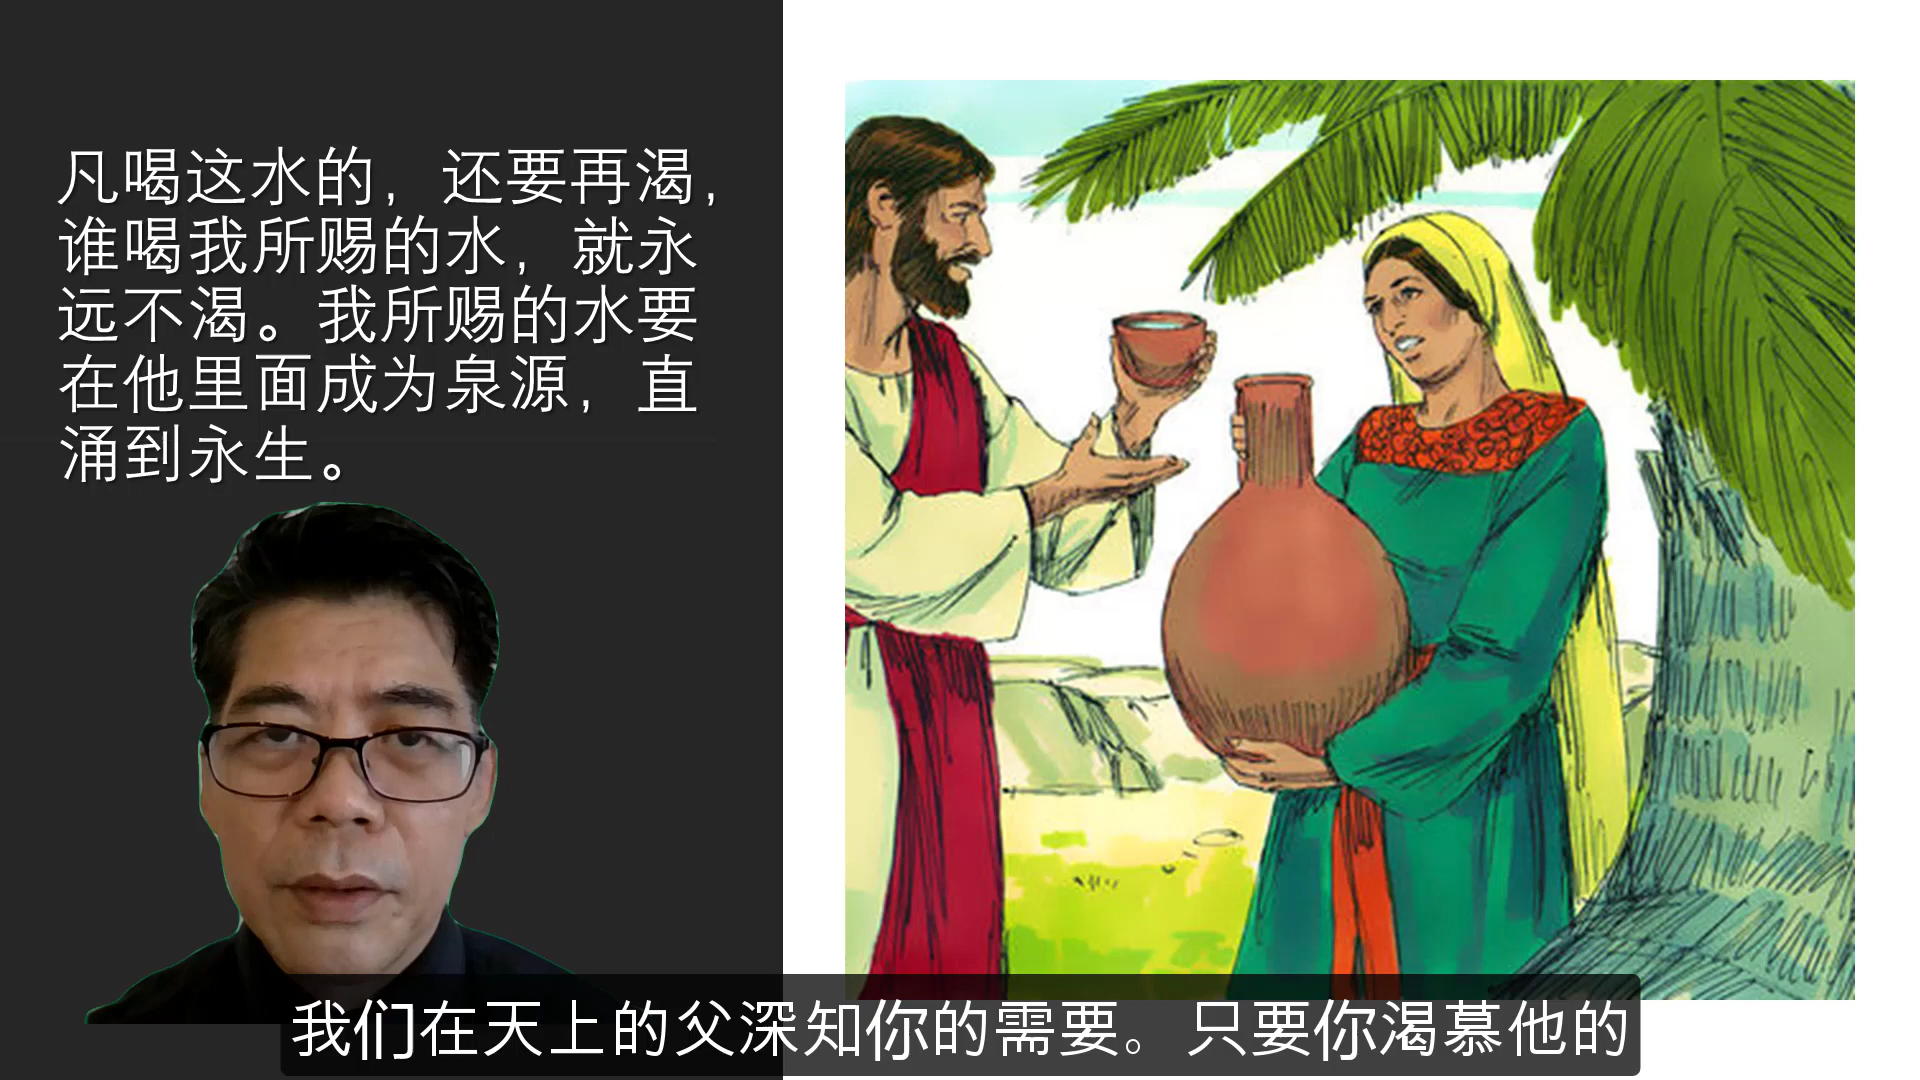 凡喝这水的，还要再渴，
谁喝我所赐的水，就永
远不渴。我所赐的水要
在他里面成为泉源，直
涌到永生。
我们在天上的父深知你的需要。只要你渴慕他的